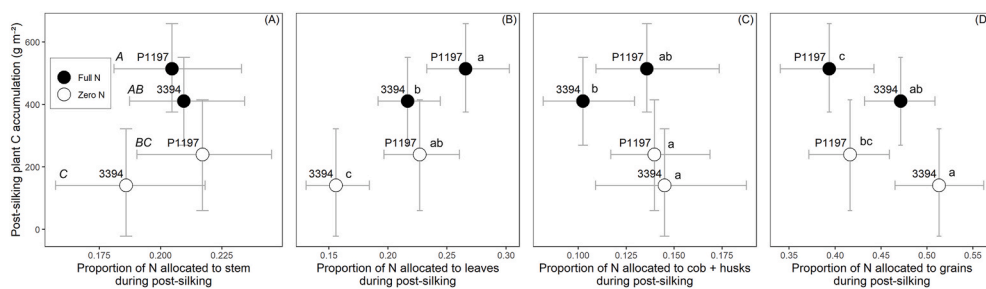 Post-silking plant C accumulation (g m⁻²)
600
400
200
0
Full N
Zero N
(A)
A
P1197
AB
3394
BC
P1197
C
3394
0.175
0.200
0.225
Proportion of N allocated to stem
during post-silking
(B)
P1197 a
3394 b
P1197 ab
3394 c
0.15
0.20
0.25
0.30
Proportion of N allocated to leaves
during post-silking
(C)
P1197 ab
3394 b
P1197 a
3394 a
0.100
0.125
0.150
0.175
Proportion of N allocated to cob + husks
during post-silking
(D)
P1197 c
3394 ab
P1197 bc
3394 a
0.35
0.40
0.45
0.50
0.55
Proportion of N allocated to grains
during post-silking